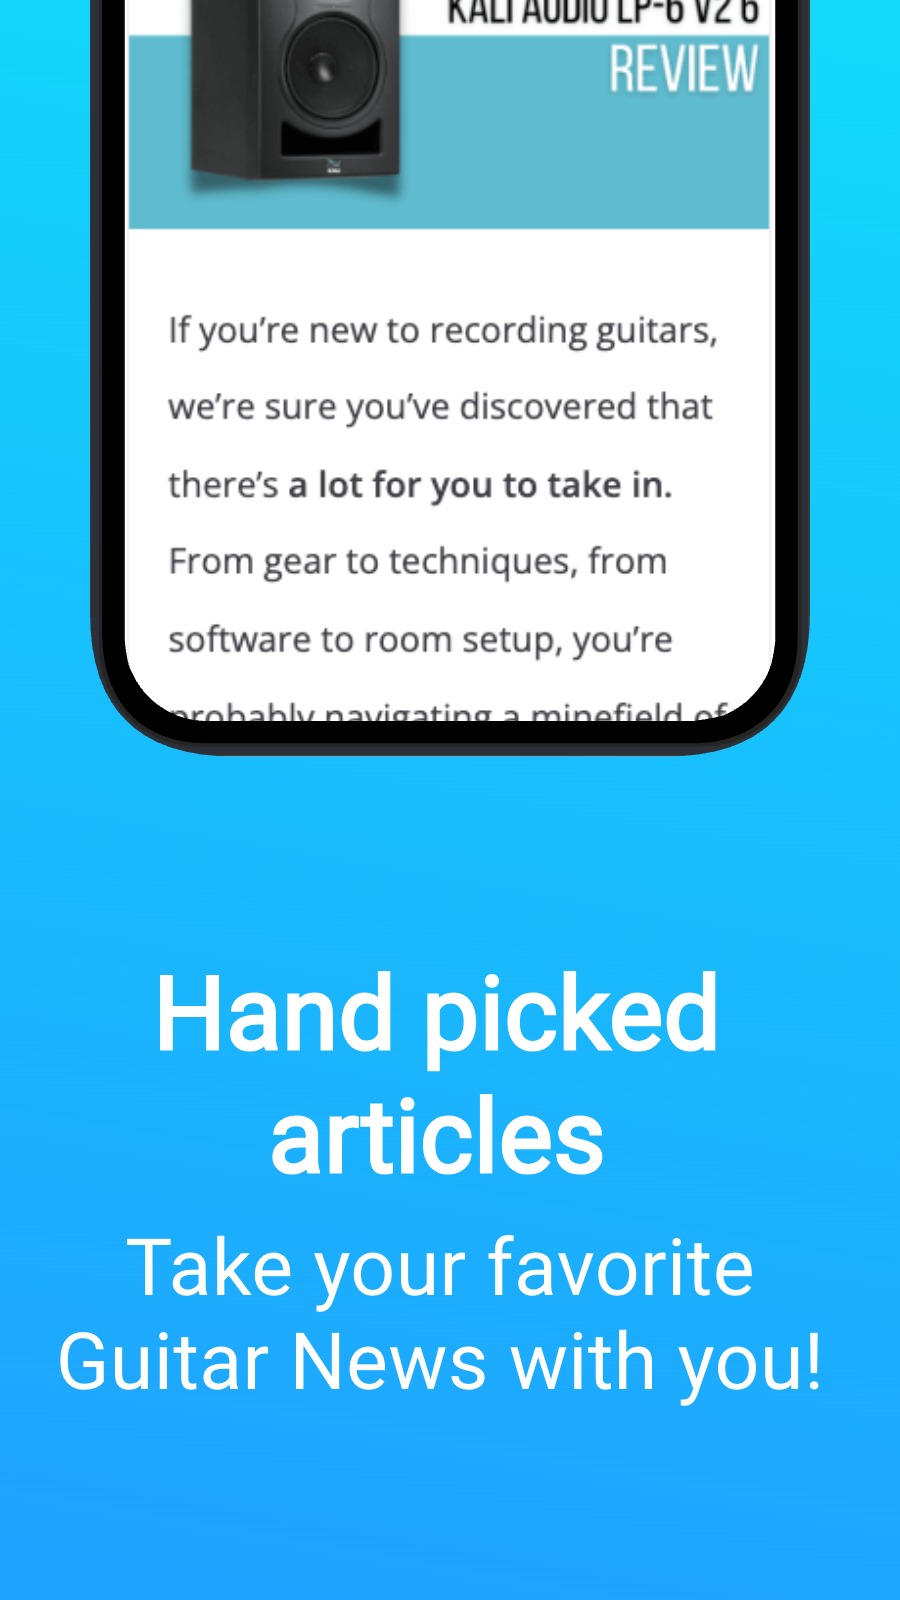 KALI AUDIO LP-6 V2 6
REVIEW
If you’re new to recording guitars,
we’re sure you’ve discovered that
there’s a lot for you to take in.
From gear to techniques, from
software to room setup, you’re
probably navigating a minefield of
Hand picked
articles
Take your favorite
Guitar News with you!